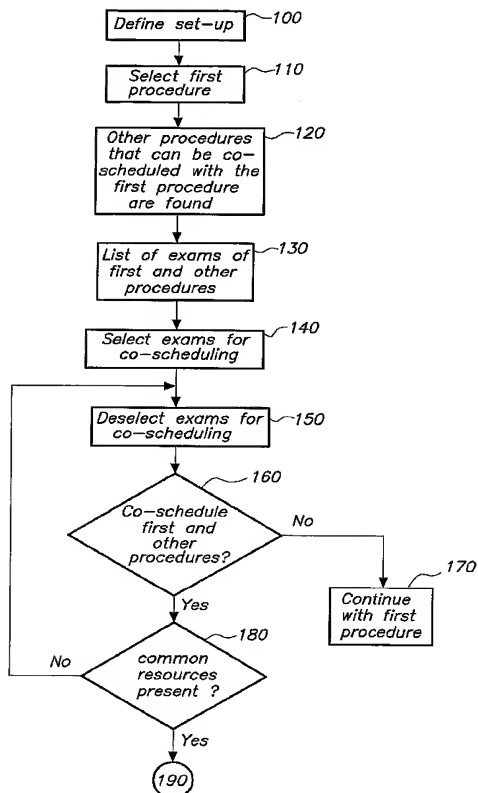 Define set-up
100
110
Select first
procedure
120
Other procedures
that can be co-
scheduled with the
first procedure
are found
130
List of exams of
first and other
procedures
140
Select exams for
co-scheduling
150
Deselect exams for
co-scheduling
160
Co-schedule
first and
other
procedures?
No
170
Continue
with first
procedure
Yes
180
No
common
resources
present ?
Yes
190